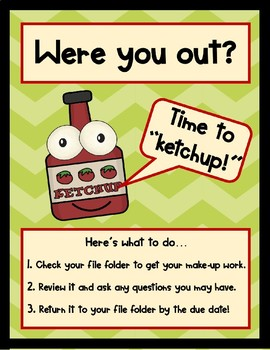 Were you out?
Time to
"ketchup!"
KETCHUP
Here's what to do...
1. Check your file folder to get your make-up work.
2. Review it and ask any questions you may have.
3. Return it to your file folder by the due date!